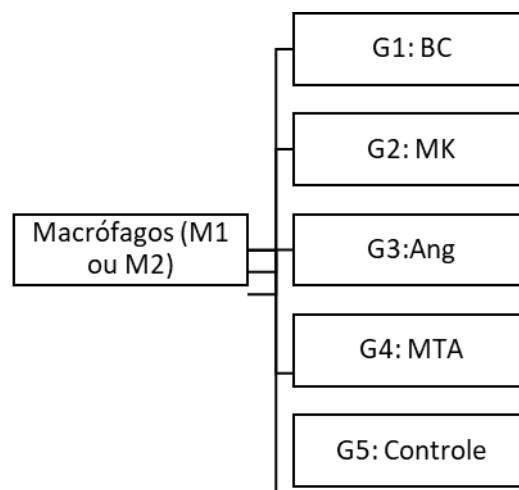 G1: BC
G2: MK
Macrófagos (M1
ou M2)
G3:Ang
G4: MTA
G5: Controle